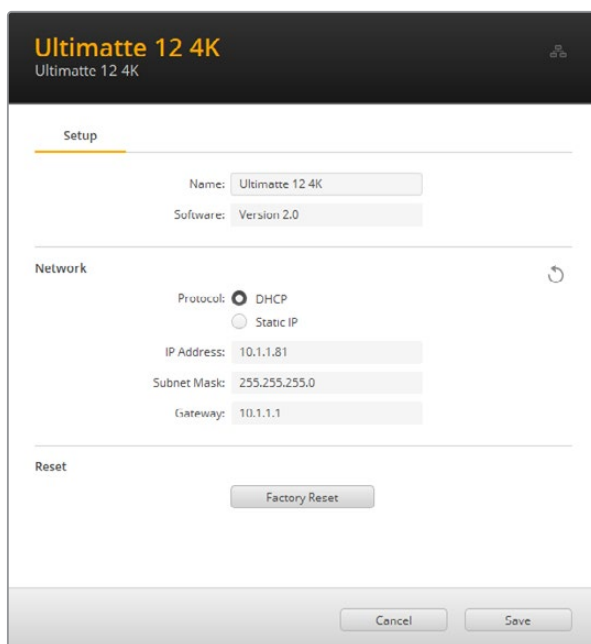 Ultimatte 12 4K
Ultimatte 12 4K
Setup
Name: Ultimatte 12 4K
Software: Version 2.0
Network
Protocol: DHCP
Static IP
IP Address: 10.1.1.81
Subnet Mask: 255.255.255.0
Gateway: 10.1.1.1
Reset
Factory Reset
Cancel Save